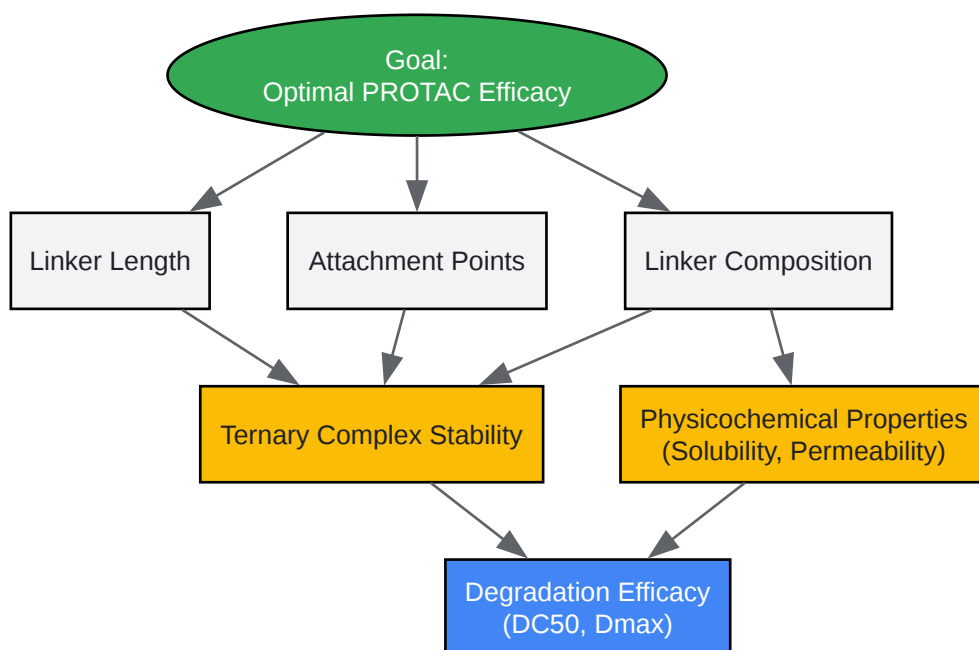 Goal:
Optimal PROTAC Efficacy
Linker Length
Attachment Points
Linker Composition
Ternary Complex Stability
Physicochemical Properties
(Solubility, Permeability)
Degradation Efficacy
(DC50, Dmax)